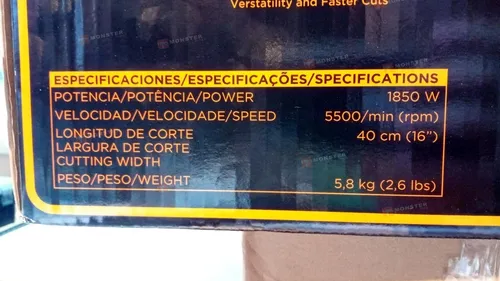 Verstatility and Faster Cuts
ESPECIFICACIONES/ESPECIFICAÇÕES/SPECIFICATIONS
POTENCIA/POTÊNCIA/POWER 1850 W
VELOCIDAD/VELOCIDADE/SPEED 5500/min (rpm)
LONGITUD DE CORTE 40 cm (16")
LARGURA DE CORTE
CUTTING WIDTH
PESO/PESO/WEIGHT 5,8 kg (2,6 lbs)
MONSTER